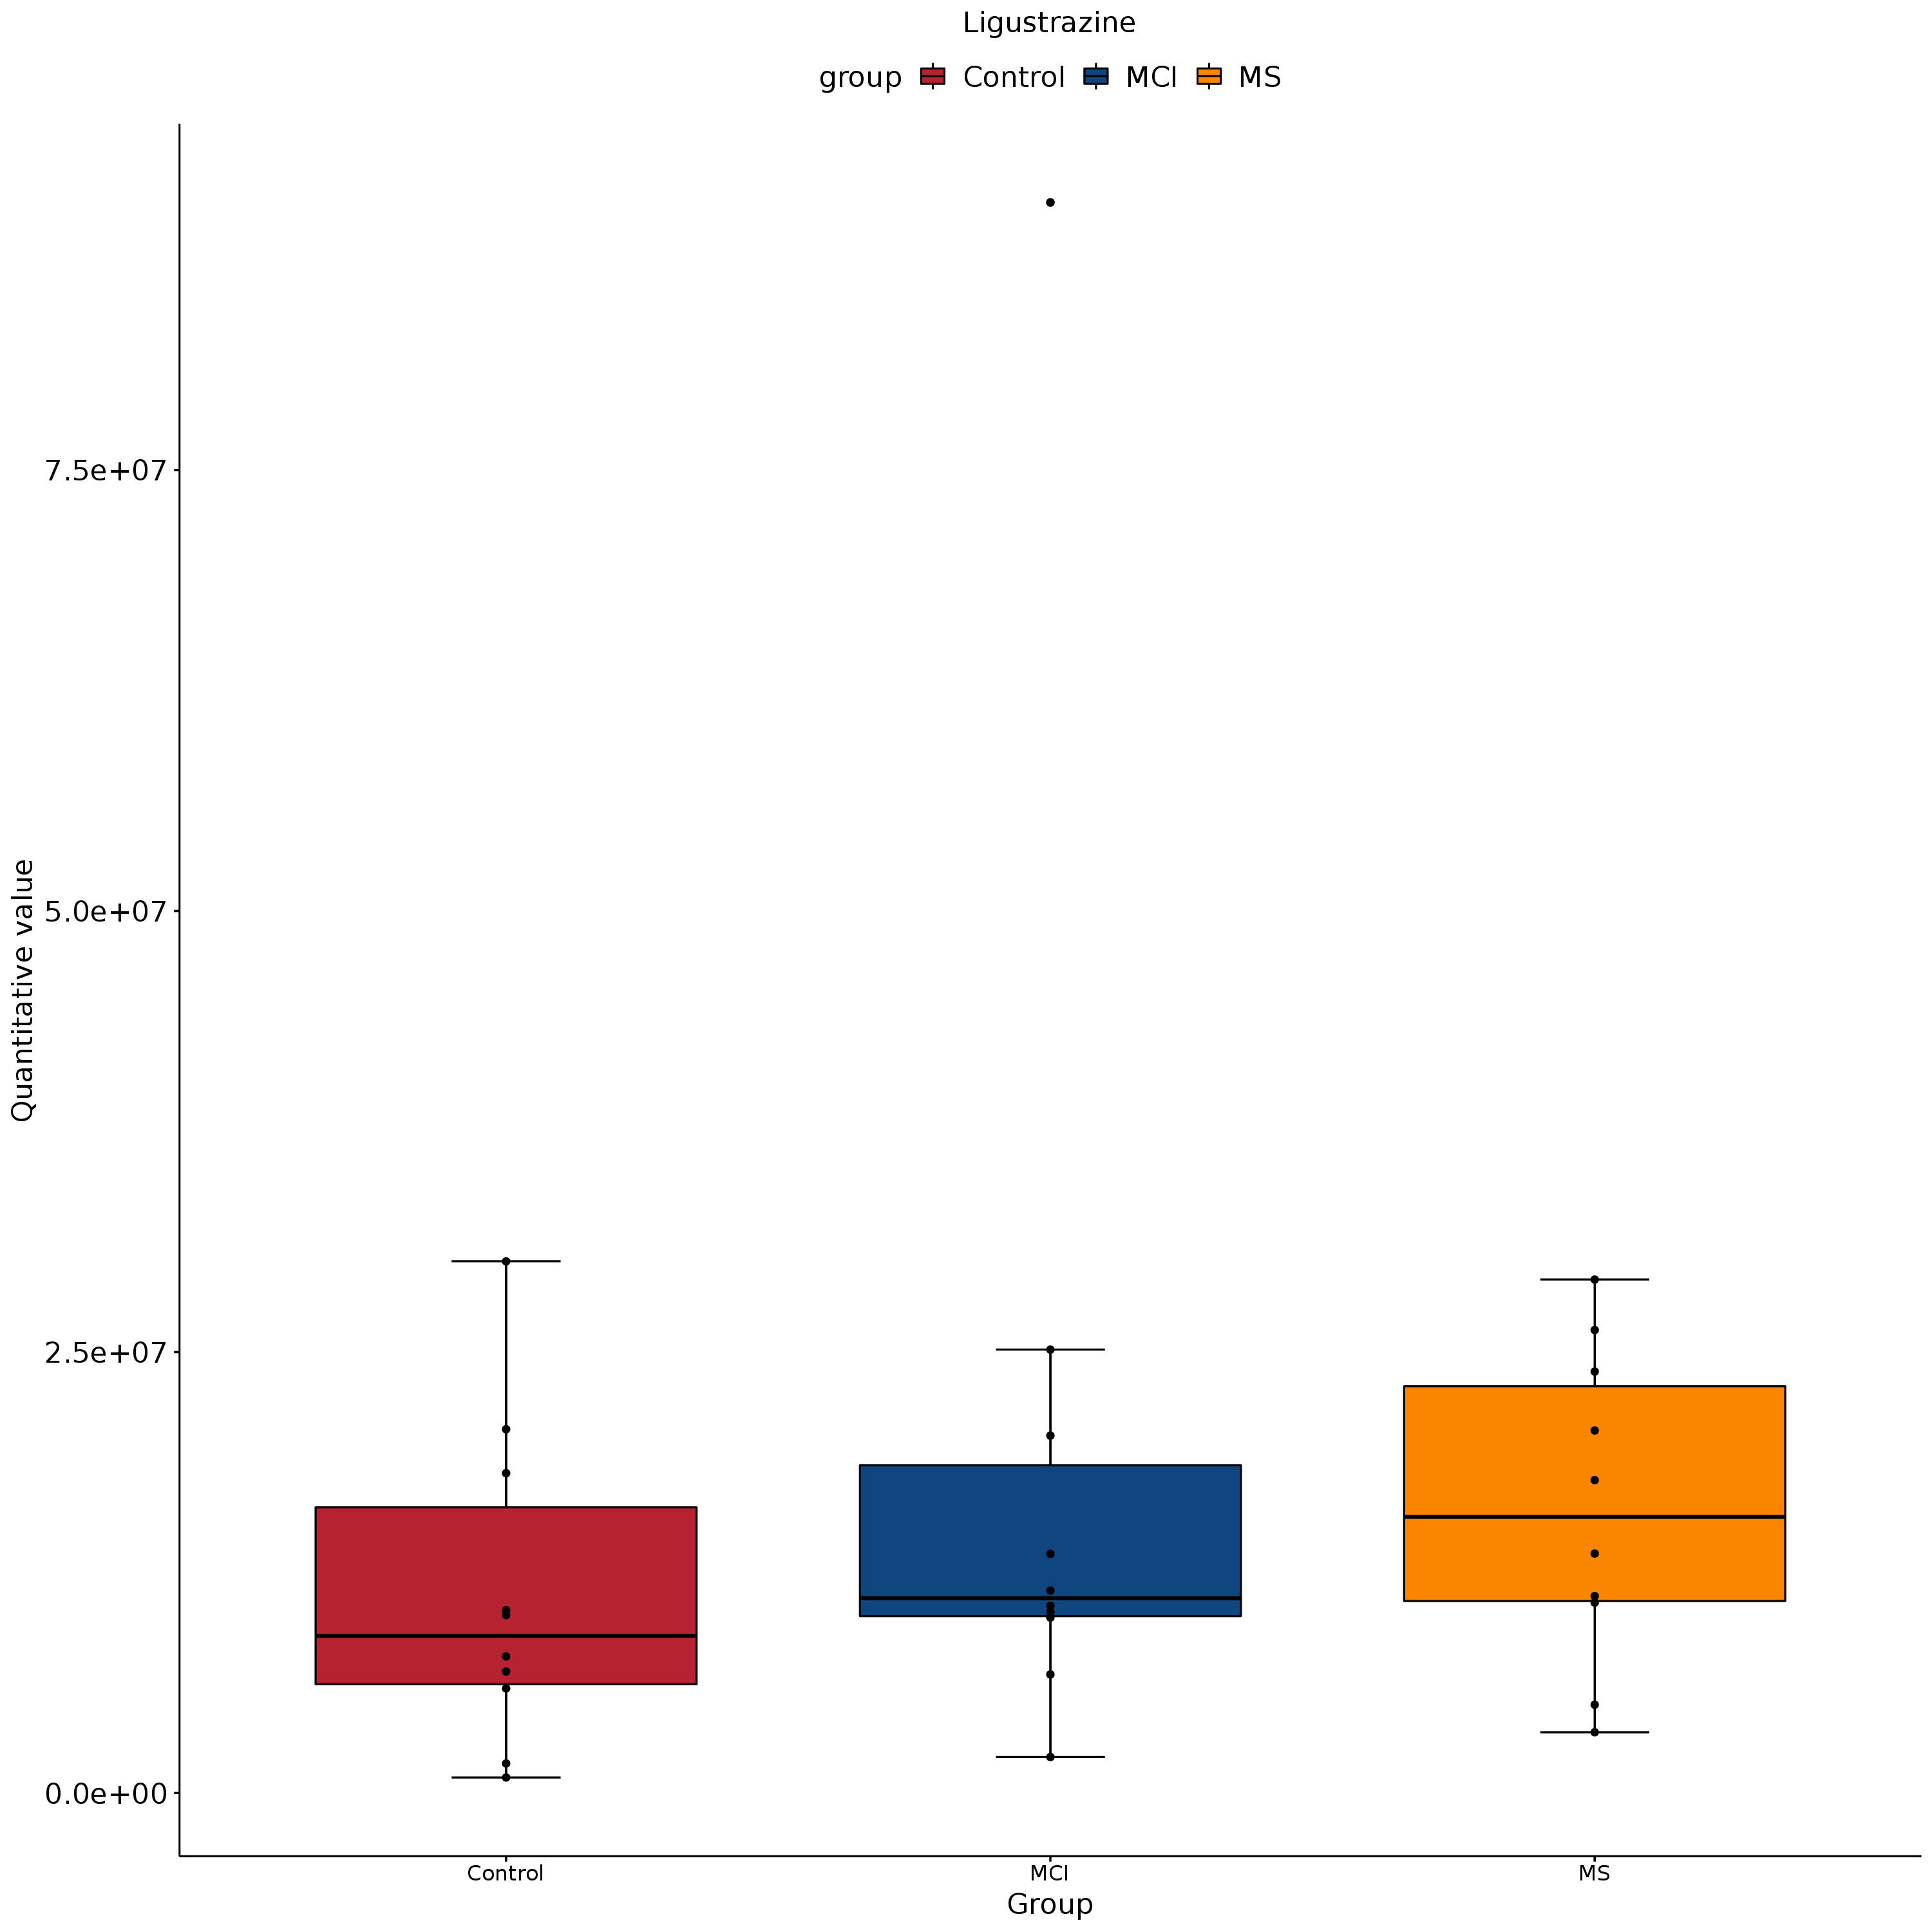 Ligustrazine
group Control MCI MS
Quantitative value
7.5e+07
5.0e+07
2.5e+07
0.0e+00
Control MCI MS
Group